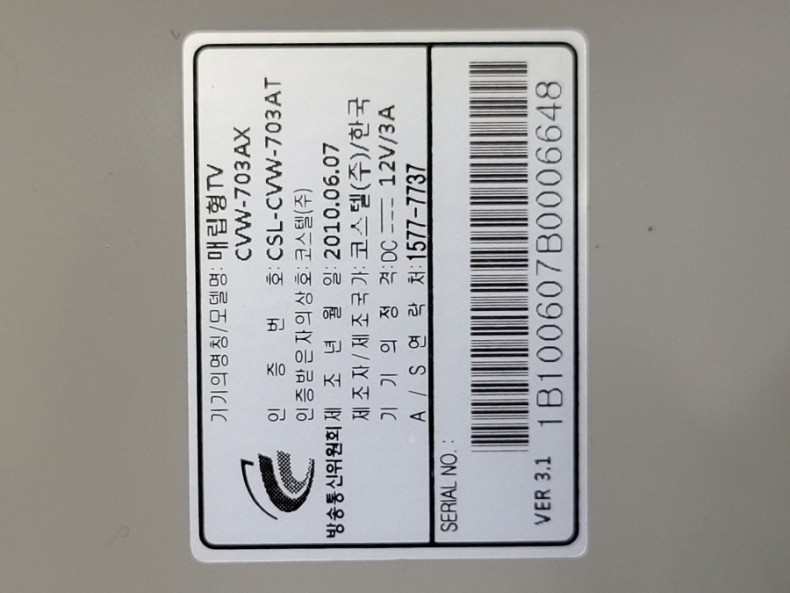 기기의명칭/모델명: 매립형TV
CVW-703AX
인 증 번 호: CSL-CVW-703AT
인증받은자의상호: 코스텔(주)
제 조 년 월 일: 2010.06.07
제조자/제조국가: 코스텔(주)/한국
기 기 의 정 격: DC 12V/3A
A / S 연 락 처: 1577-7737
방송통신위원회
SERIAL NO. :
VER 3.1
1B100607B0006648